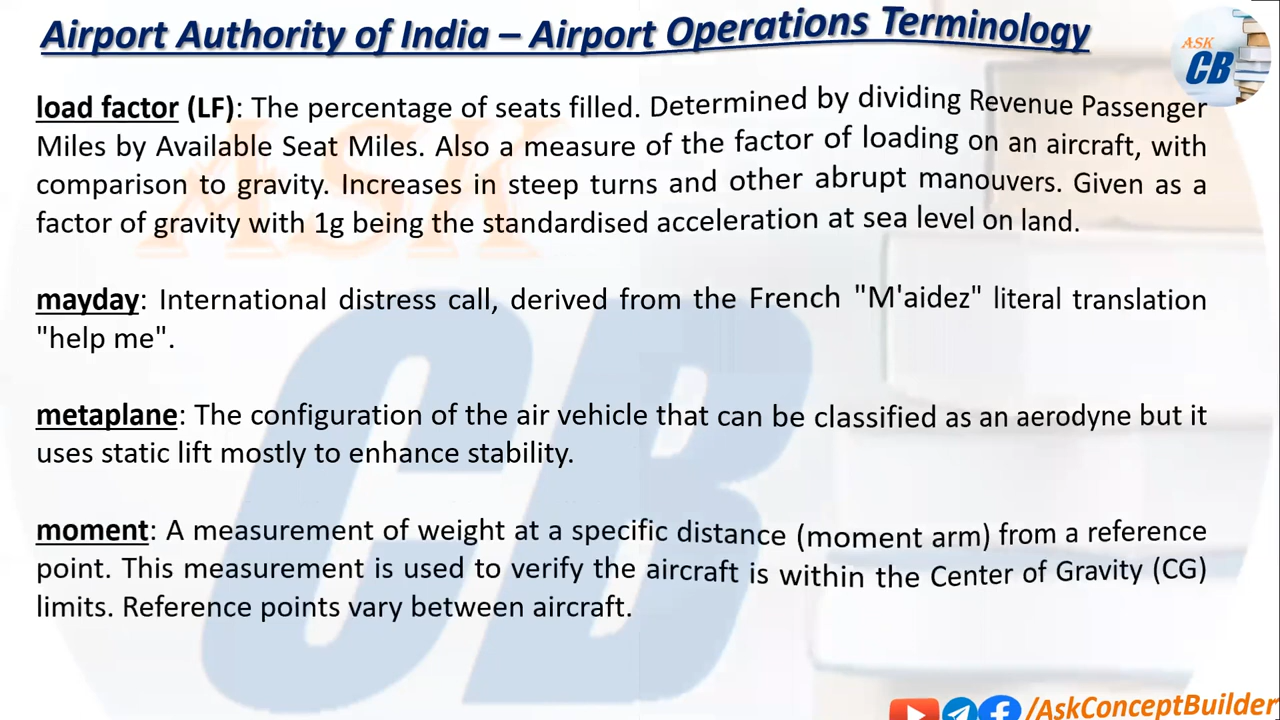 Airport Authority of India – Airport Operations Terminology
ASK
CB
load factor (LF): The percentage of seats filled. Determined by dividing Revenue Passenger
Miles by Available Seat Miles. Also a measure of the factor of loading on an aircraft, with
comparison to gravity. Increases in steep turns and other abrupt manouvers. Given as a
factor of gravity with 1g being the standardised acceleration at sea level on land.
mayday: International distress call, derived from the French "M'aidez" literal translation
"help me".
metaplane: The configuration of the air vehicle that can be classified as an aerodyne but it
uses static lift mostly to enhance stability.
moment: A measurement of weight at a specific distance (moment arm) from a reference
point. This measurement is used to verify the aircraft is within the Center of Gravity (CG)
limits. Reference points vary between aircraft.
ASK
CB
/AskConceptBuilder